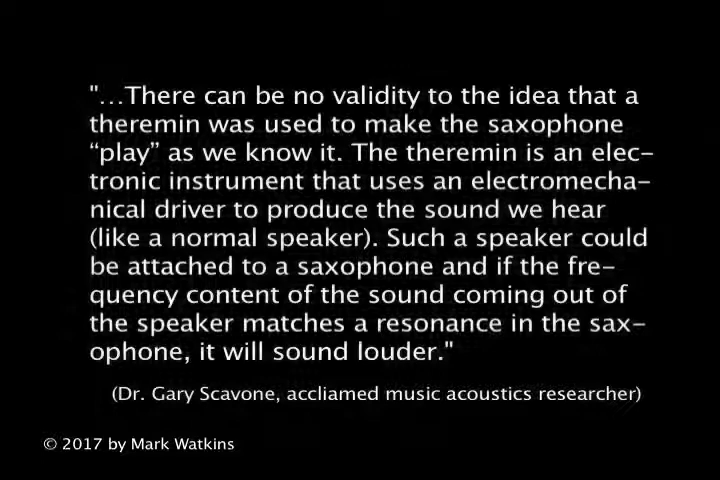 "...There can be no validity to the idea that a
theremin was used to make the saxophone
“play” as we know it. The theremin is an elec-
tronic instrument that uses an electromecha-
nical driver to produce the sound we hear
(like a normal speaker). Such a speaker could
be attached to a saxophone and if the fre-
quency content of the sound coming out of
the speaker matches a resonance in the sax-
ophone, it will sound louder."
(Dr. Gary Scavone, accliamed music acoustics researcher)
© 2017 by Mark Watkins